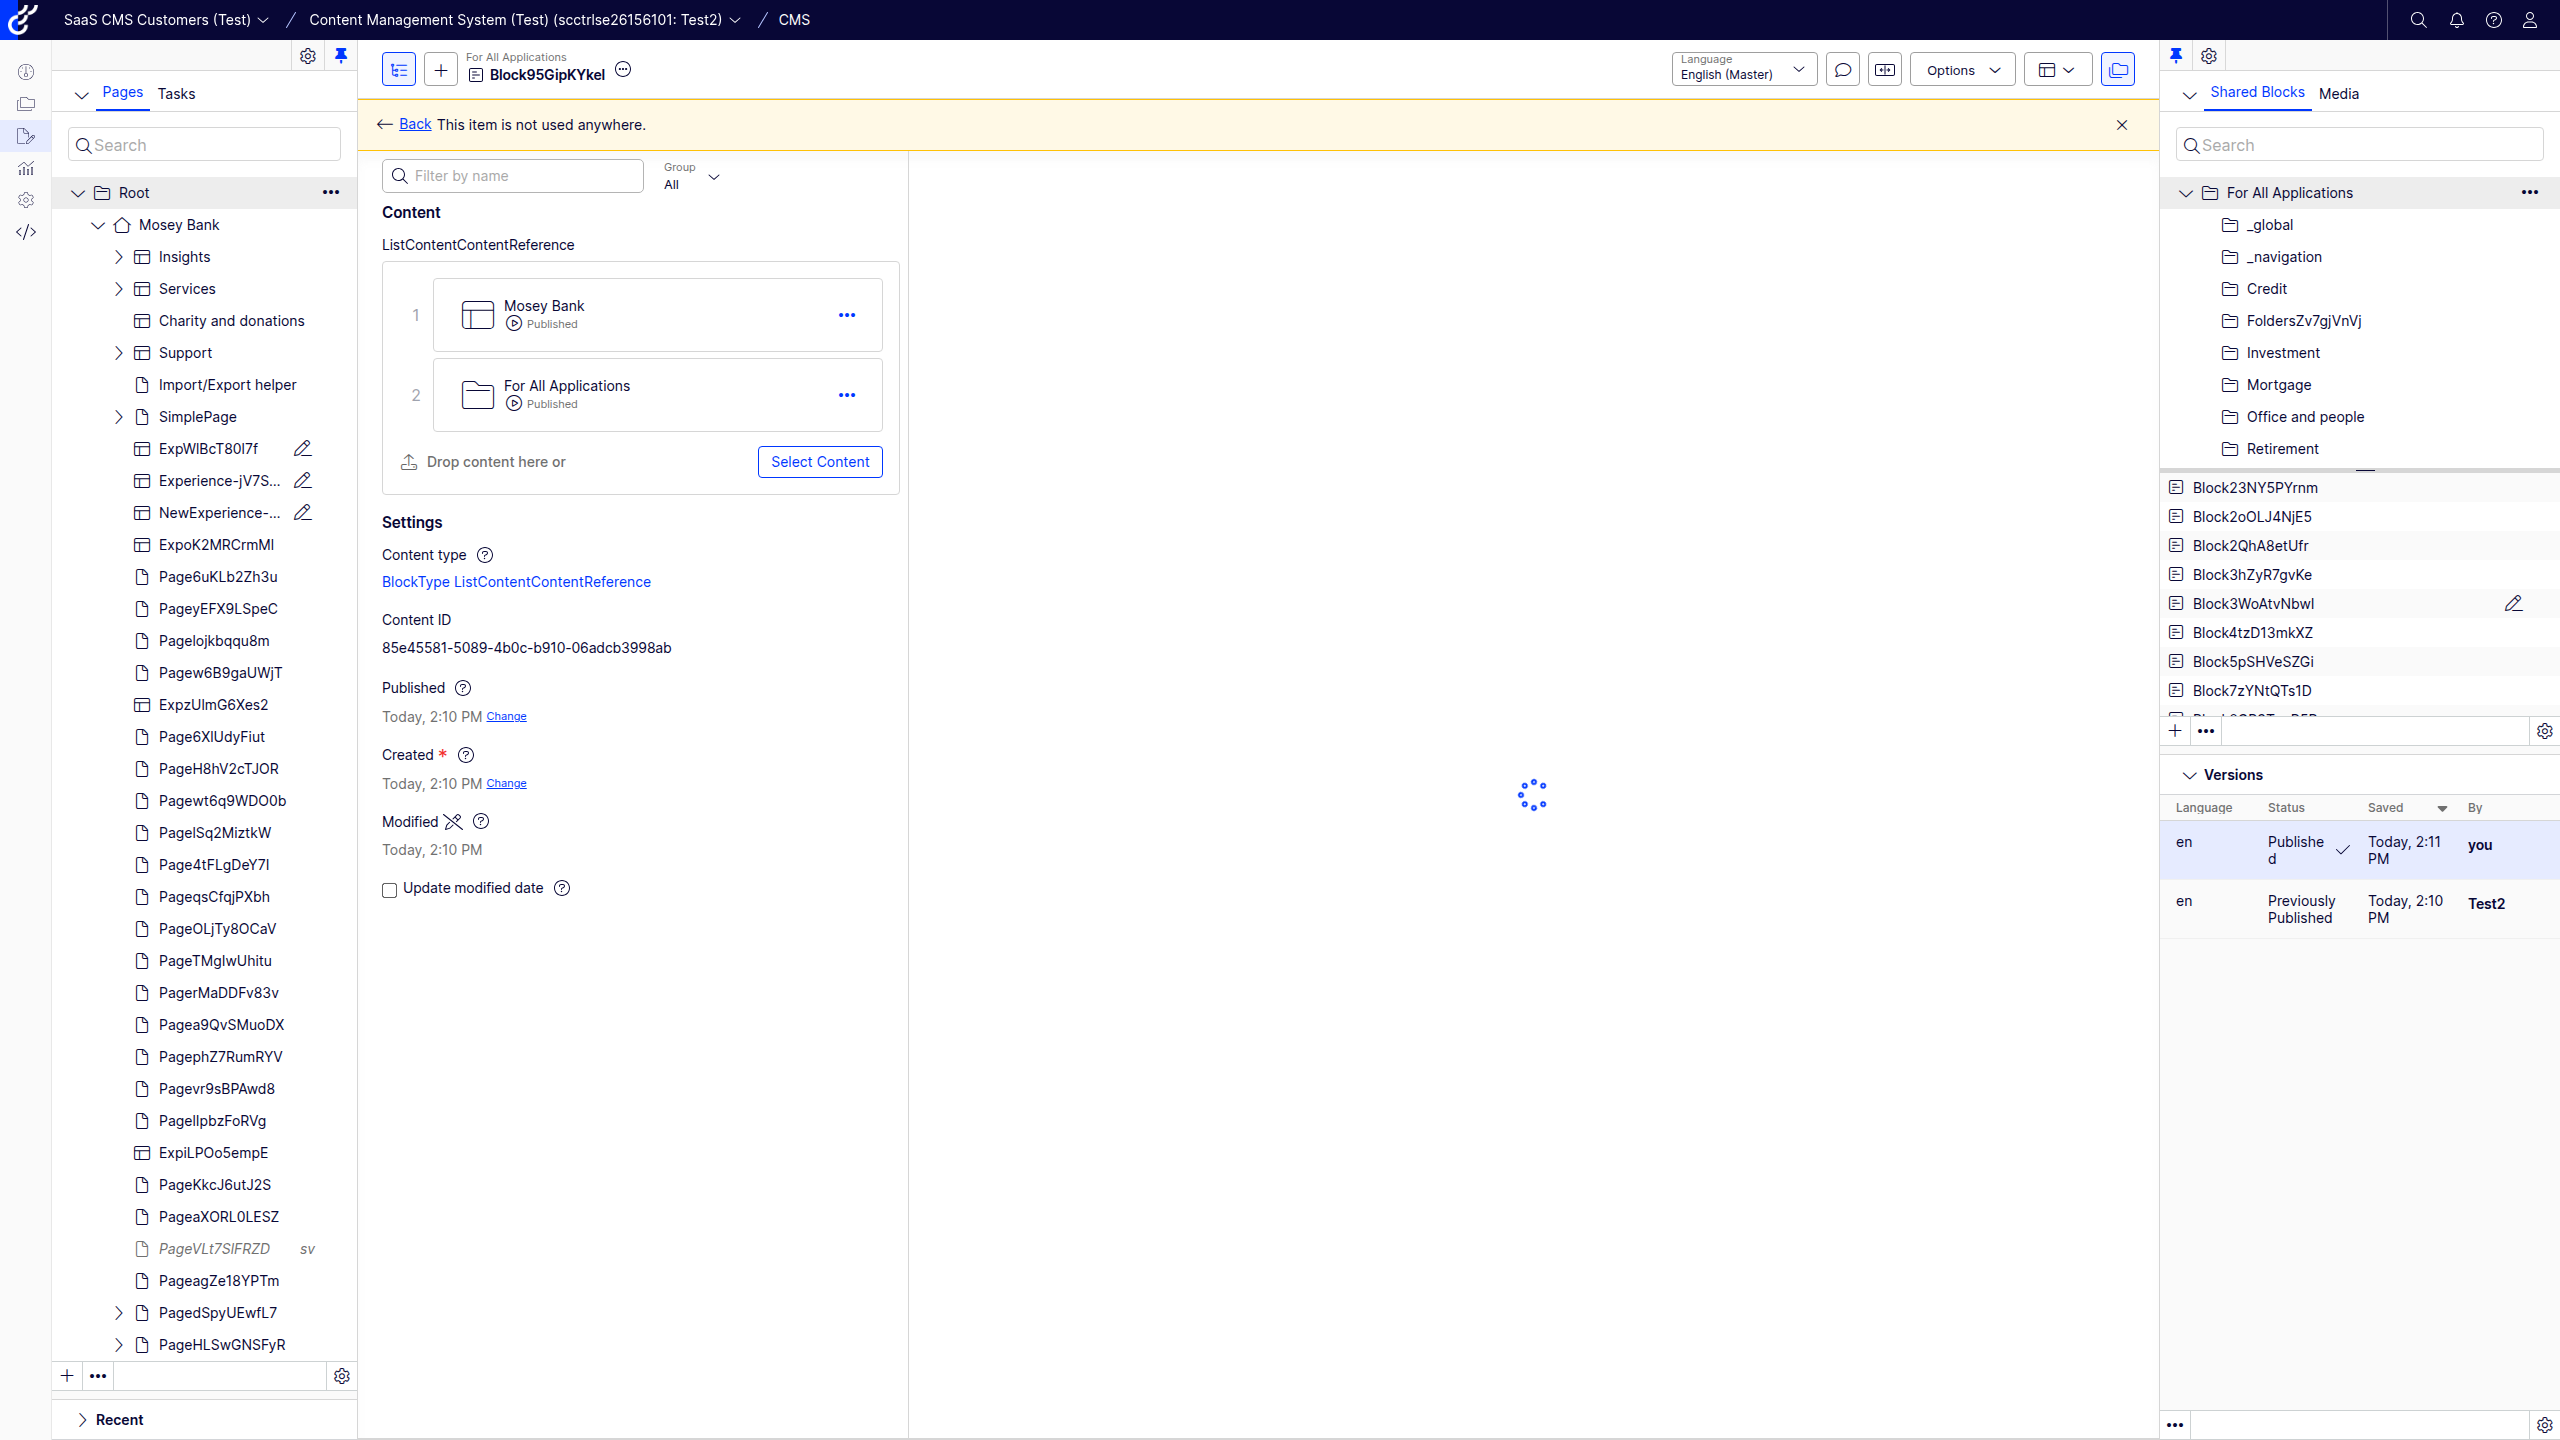 SaaS CMS Customers (Test)
Content Management System (Test) (scctrlse26156101: Test2)
CMS
Pages
Tasks
Search
Root
Mosey Bank
Insights
Services
Charity and donations
Support
Import/Export helper
SimplePage
ExpWlBcT80l7f
Experience-jV7S...
NewExperience-...
ExpoK2MRCrmMl
Page6uKLb2Zh3u
PageyEFX9LSpeC
Pagelojkbqqu8m
Pagew6B9gaUWjT
ExpzUlmG6Xes2
Page6XlUdyFiut
PageH8hV2cTJOR
Pagewt6q9WDO0b
PagelSq2MiztkW
Page4tFLgDeY7l
PageqsCfqjPXbh
PageOLjTy8OCaV
PageTMglwUhitu
PagerMaDDFv83v
Pagea9QvSMuoDX
PagephZ7RumRYV
Pagevr9sBPAwd8
PagellpbzFoRVg
ExpiLPOo5empE
PageKkcJ6utJ2S
PageaXORL0LESZ
PageVLt7SlFRZD sv
PageagZe18YPTm
PagedSpyUEwfL7
PageHLSwGNSFyR
Recent
For All Applications
Block95GipKYkel
Language
English (Master)
Options
Back This item is not used anywhere.
Filter by name
Group
All
Content
ListContentContentReference
1
Mosey Bank
Published
2
For All Applications
Published
Drop content here or
Select Content
Settings
Content type
BlockType ListContentContentReference
Content ID
85e45581-5089-4b0c-b910-06adcb3998ab
Published
Today, 2:10 PM Change
Created *
Today, 2:10 PM Change
Modified
Today, 2:10 PM
Update modified date
Shared Blocks
Media
Search
For All Applications
_global
_navigation
Credit
FoldersZv7gjVnVj
Investment
Mortgage
Office and people
Retirement
Block23NY5PYrnm
Block2oOLJ4NjE5
Block2QhA8etUfr
Block3hZyR7gvKe
Block3WoAtvNbwl
Block4tzD13mkXZ
Block5pSHVeSZGi
Block7zYNtQTs1D
Versions
Language Status Saved By
en Publishe
d Today, 2:11
PM you
en Previously
Published Today, 2:10
PM Test2